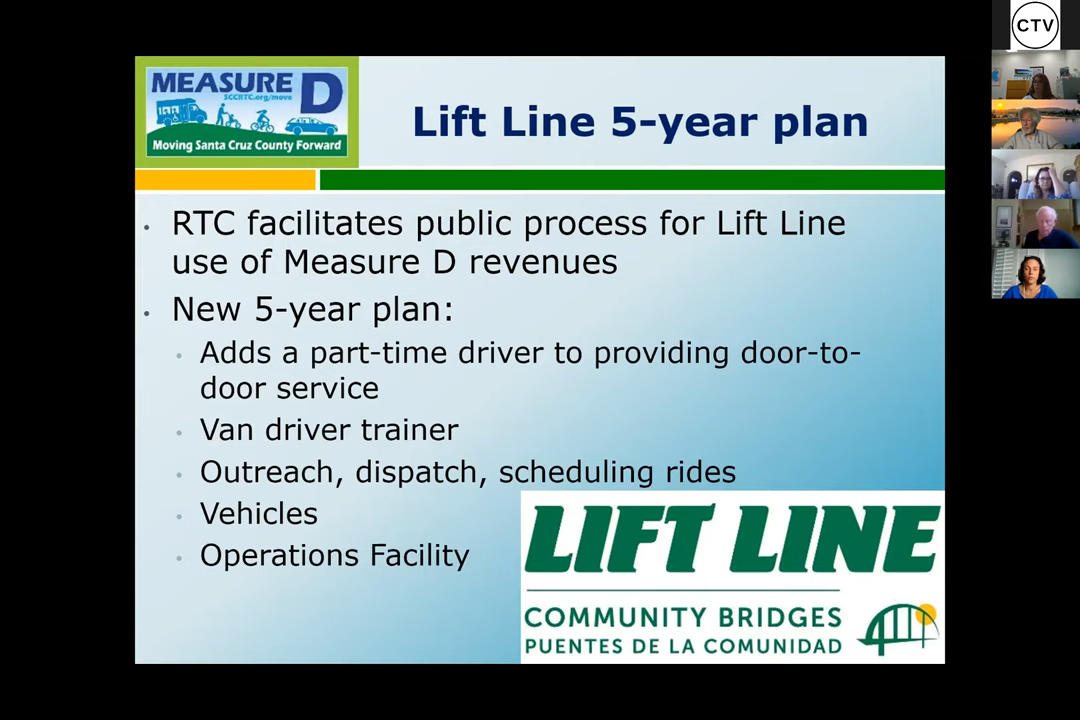 CTV
MEASURE D
SCCRTC.org/move
Moving Santa Cruz County Forward
Lift Line 5-year plan
• RTC facilitates public process for Lift Line
use of Measure D revenues
• New 5-year plan:
• Adds a part-time driver to providing door-to-
door service
• Van driver trainer
• Outreach, dispatch, scheduling rides
• Vehicles
• Operations Facility
LIFT LINE
COMMUNITY BRIDGES
PUENTES DE LA COMUNIDAD